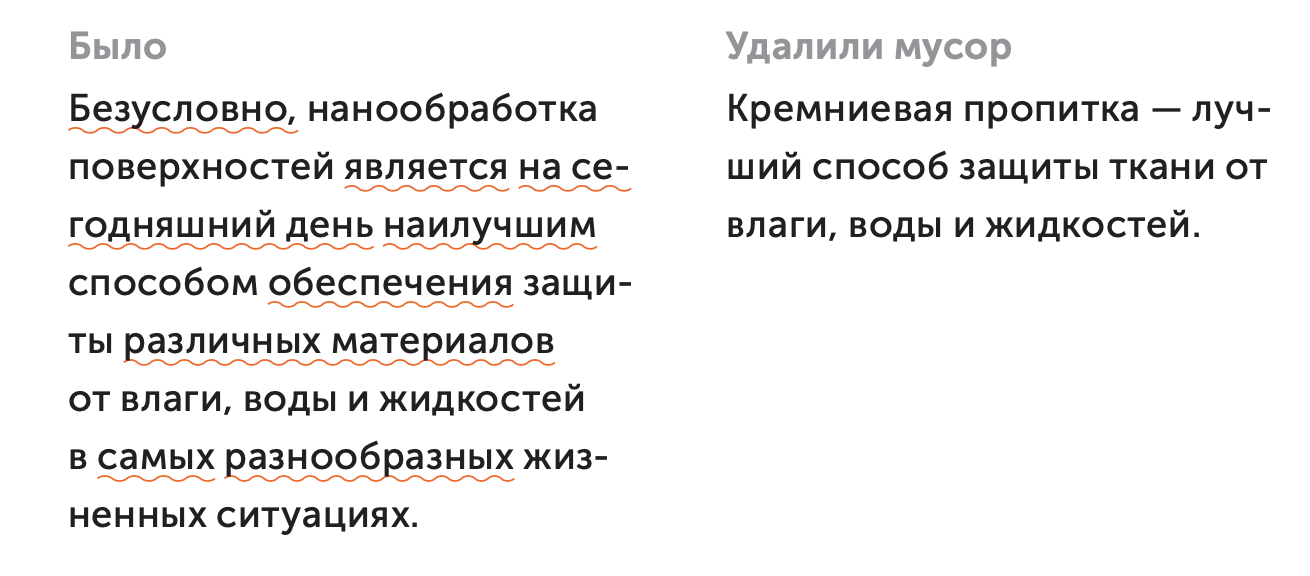 Было
Безусловно, нанообработка
поверхностей является на се-
годняшний день наилучшим
способом обеспечения защи-
ты различных материалов
от влаги, воды и жидкостей
в самых разнообразных жиз-
ненных ситуациях.
Удалили мусор
Кремниевая пропитка — луч-
ший способ защиты ткани от
влаги, воды и жидкостей.